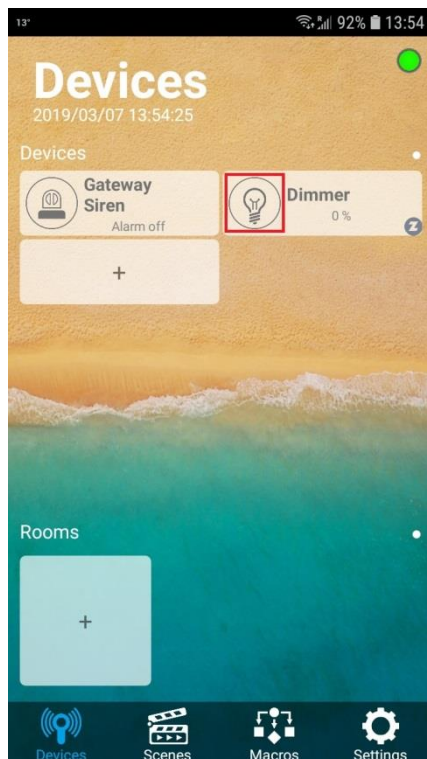 13° 92% 13:54
Devices
2019/03/07 13:54:25
Devices
Gateway
Siren
Alarm off
Dimmer
0 %
Z
+
Rooms
+
Devices Scenes Macros Settings